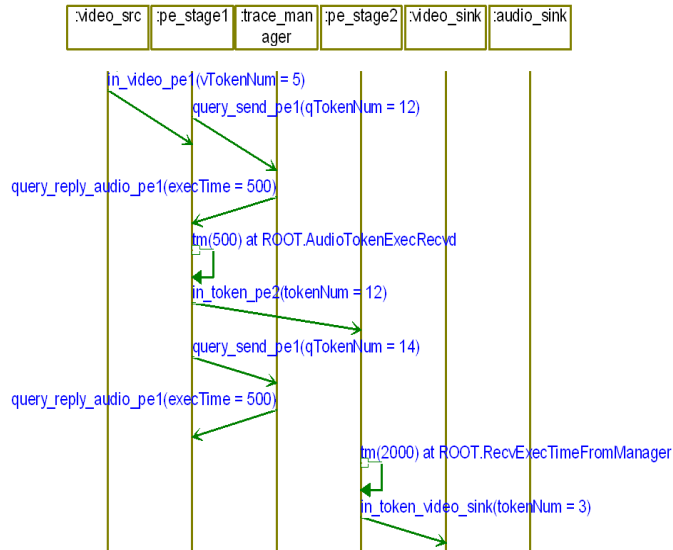 :video_src :pe_stage1 :trace_man :pe_stage2 :video_sink :audio_sink
ager
in_video_pe1(vTokenNum = 5)
query_send_pe1(qTokenNum = 12)
query_reply_audio_pe1(execTime = 500)
tm(500) at ROOT.AudioTokenExecRecvd
in_token_pe2(tokenNum = 12)
query_send_pe1(qTokenNum = 14)
query_reply_audio_pe1(execTime = 500)
tm(2000) at ROOT.RecvExecTimeFromManager
in_token_video_sink(tokenNum = 3)